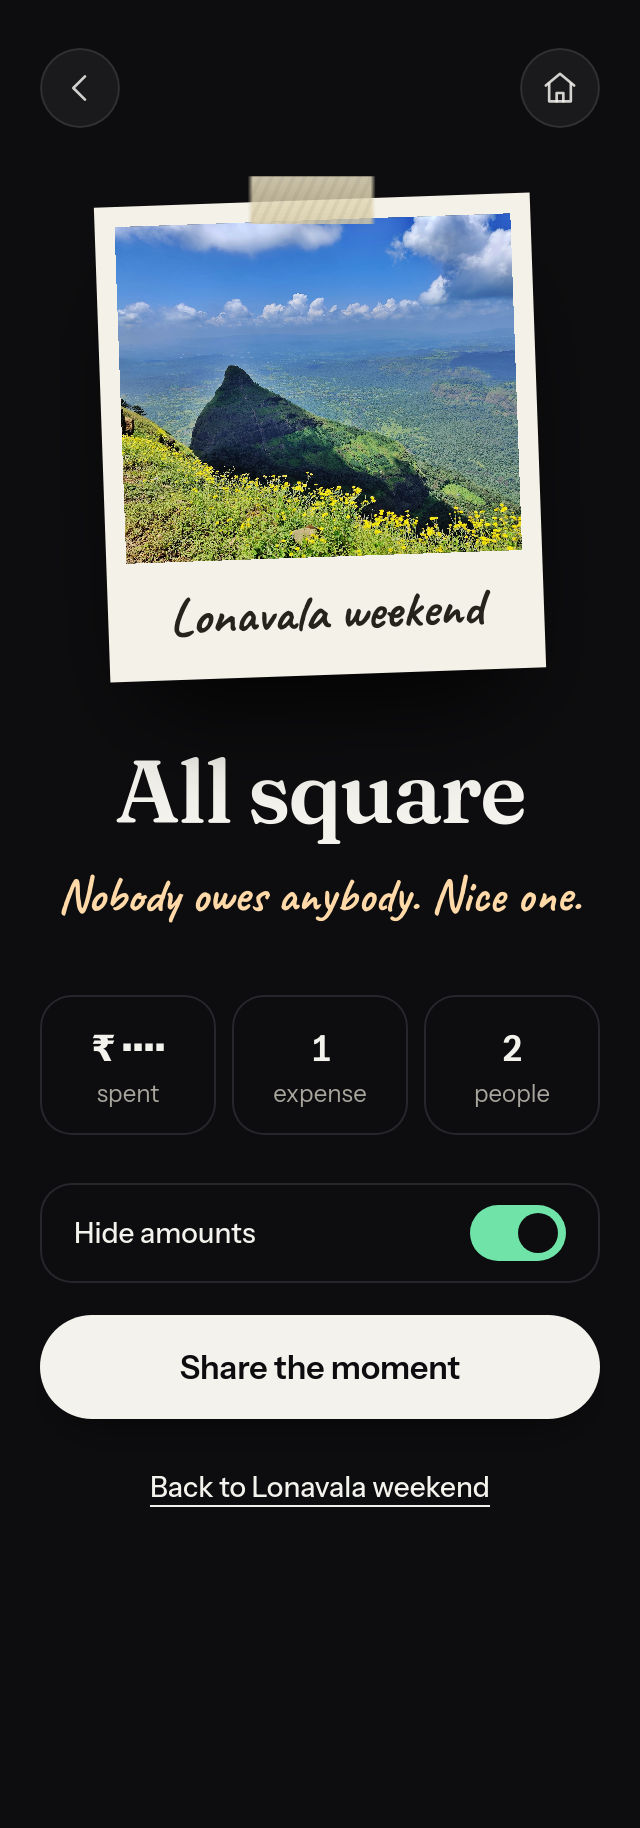 Lonavala weekend
All square
Nobody owes anybody. Nice one.
₹ ····
spent
1
expense
2
people
Hide amounts
Share the moment
Back to Lonavala weekend